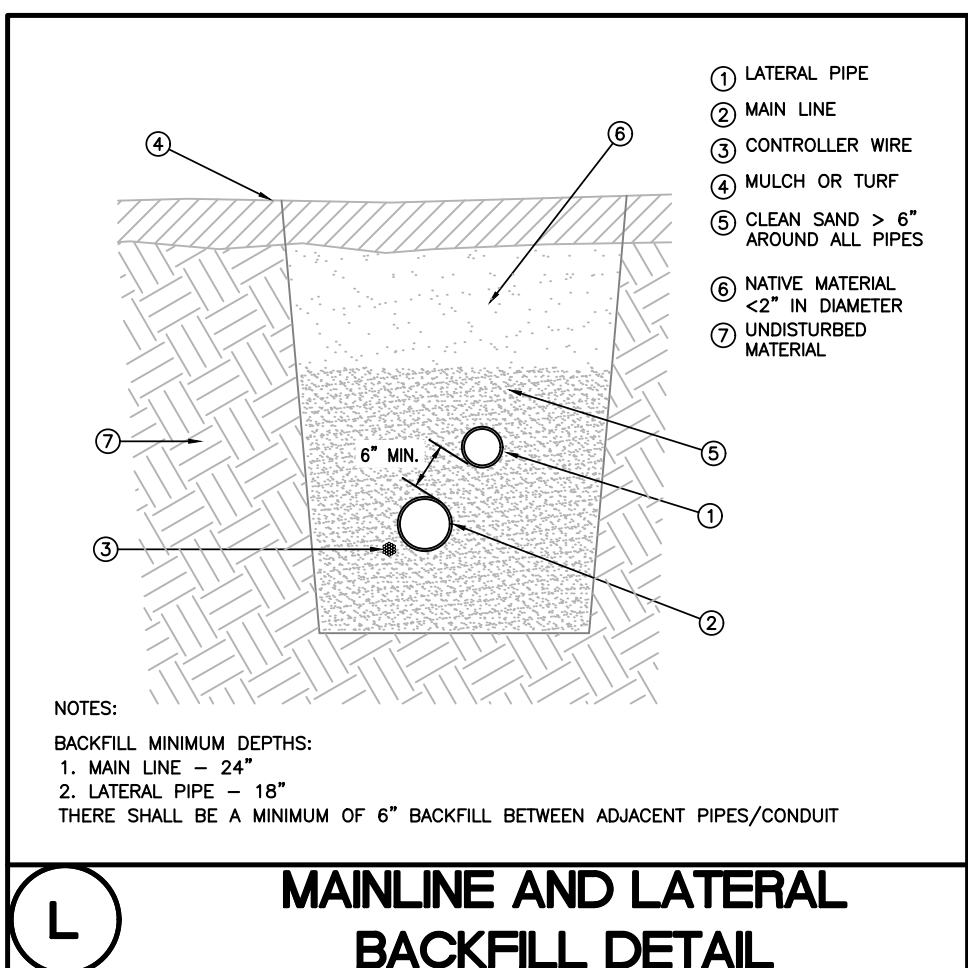 ① LATERAL PIPE
② MAIN LINE
③ CONTROLLER WIRE
④ MULCH OR TURF
⑤ CLEAN SAND > 6”
AROUND ALL PIPES
⑥ NATIVE MATERIAL
<2” IN DIAMETER
⑦ UNDISTURBED
MATERIAL
④
⑥
⑦
6” MIN.
⑤
①
③
②
NOTES:
BACKFILL MINIMUM DEPTHS:
1. MAIN LINE – 24”
2. LATERAL PIPE – 18”
THERE SHALL BE A MINIMUM OF 6” BACKFILL BETWEEN ADJACENT PIPES/CONDUIT
L
MAINLINE AND LATERAL
BACKFILL DETAIL